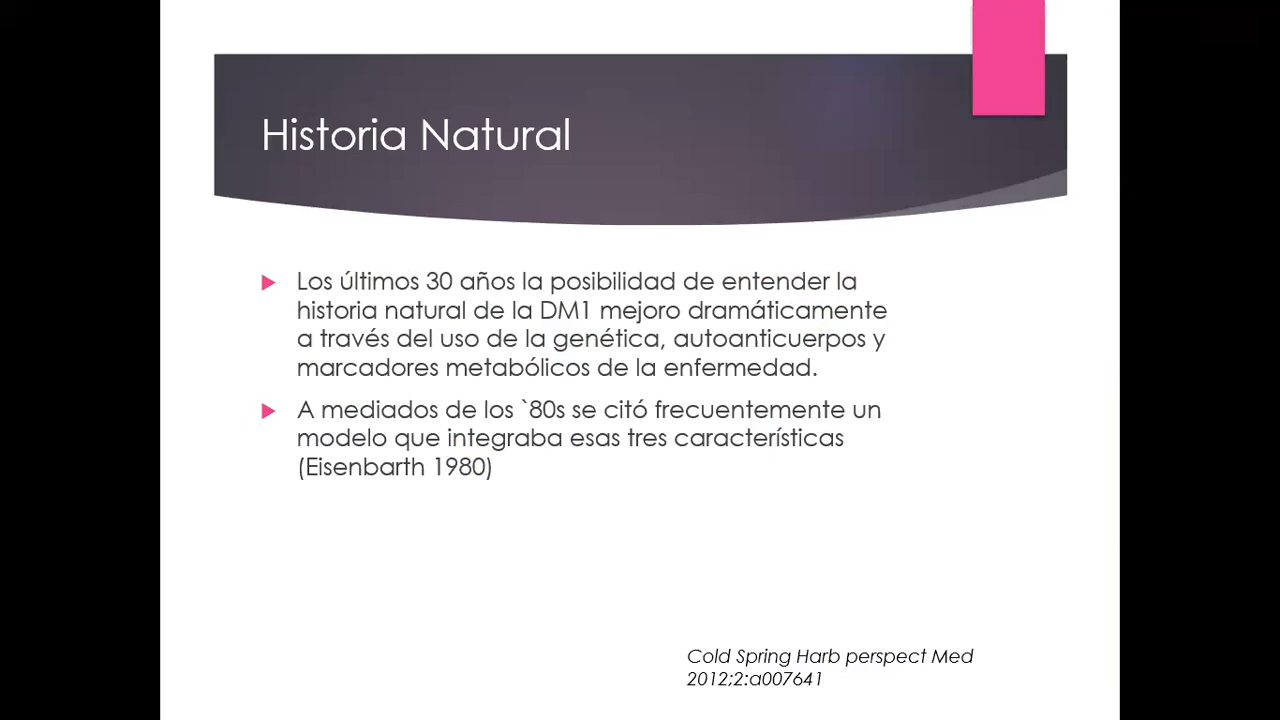 Historia Natural
Los últimos 30 años la posibilidad de entender la
historia natural de la DM1 mejoro dramáticamente
a través del uso de la genética, autoanticuerpos y
marcadores metabólicos de la enfermedad.
A mediados de los `80s se citó frecuentemente un
modelo que integraba esas tres características
(Eisenbarth 1980)
Cold Spring Harb perspect Med
2012;2:a007641